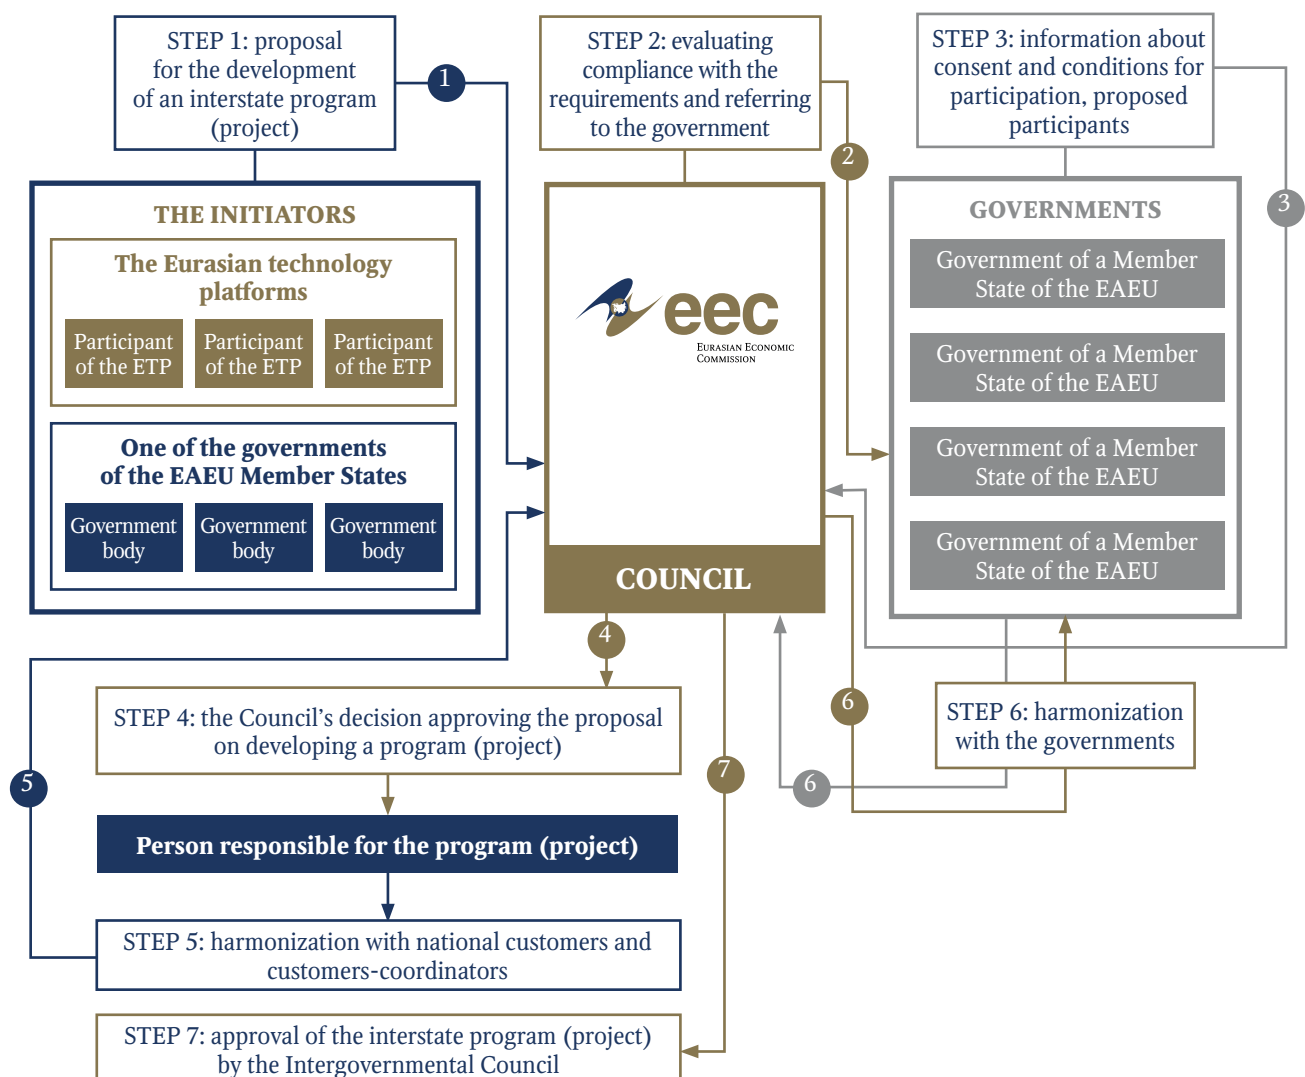 STEP 1: proposal
for the development
of an interstate program
(project)
1
STEP 2: evaluating
compliance with the
requirements and referring
to the government
2
STEP 3: information about
consent and conditions for
participation, proposed
participants
3
THE INITIATORS
The Eurasian technology
platforms
Participant
of the ETP
Participant
of the ETP
Participant
of the ETP
One of the governments
of the EAEU Member States
Government
body
Government
body
Government
body
eec
EURASIAN ECONOMIC
COMMISSION
COUNCIL
GOVERNMENTS
Government of a Member
State of the EAEU
Government of a Member
State of the EAEU
Government of a Member
State of the EAEU
Government of a Member
State of the EAEU
4
STEP 4: the Council’s decision approving the proposal
on developing a program (project)
5
Person responsible for the program (project)
STEP 5: harmonization with national customers and
customers-coordinators
6
6
STEP 6: harmonization
with the governments
7
STEP 7: approval of the interstate program (project)
by the Intergovernmental Council